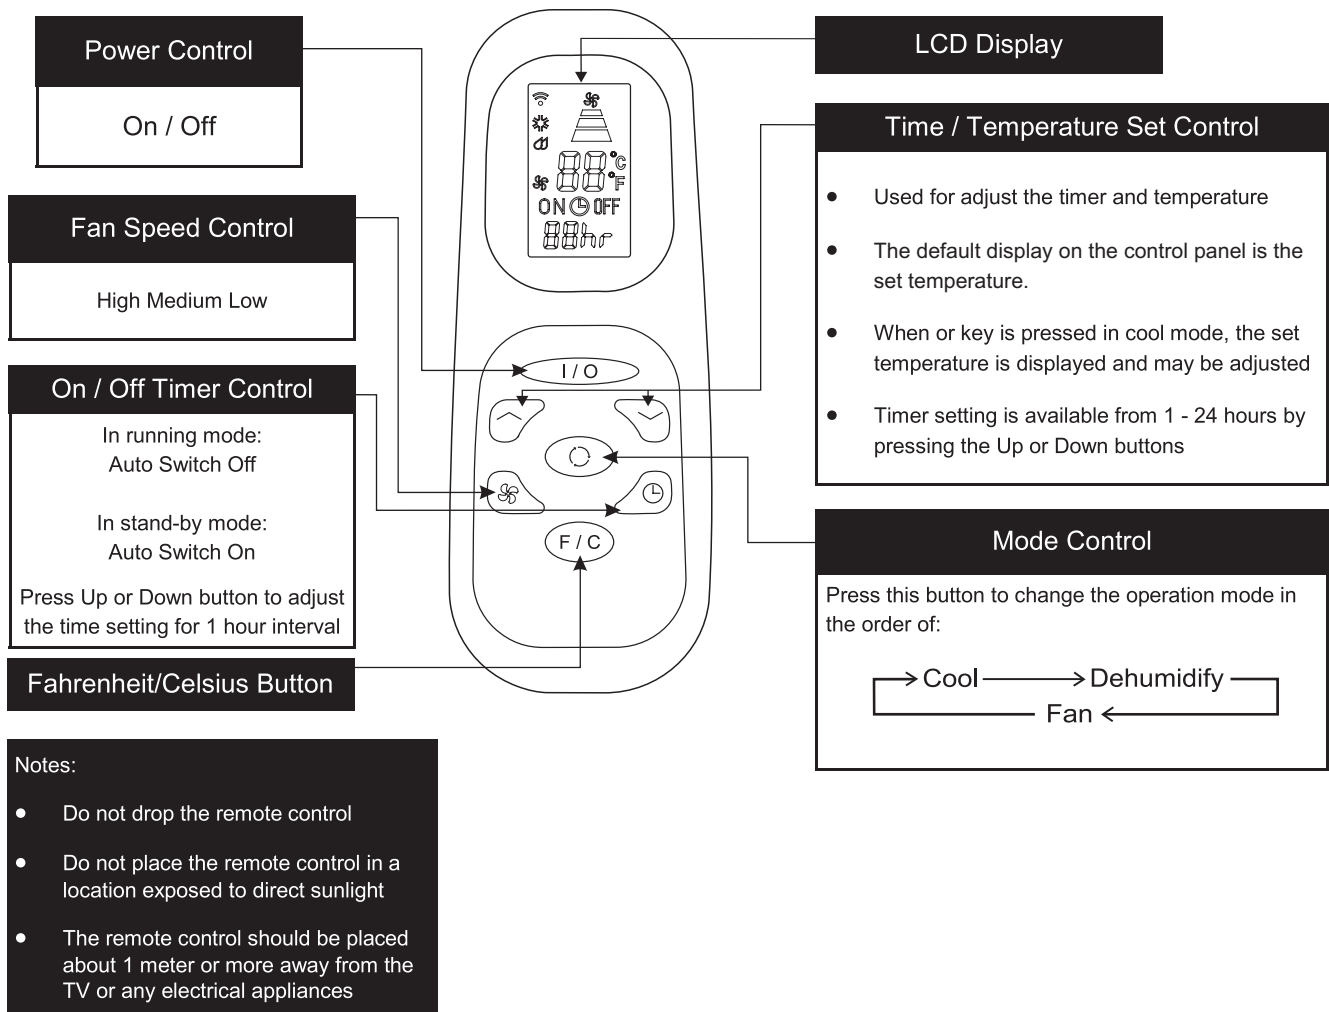 Power Control
On / Off
Fan Speed Control
High Medium Low
On / Off Timer Control
In running mode:
Auto Switch Off
In stand-by mode:
Auto Switch On
Press Up or Down button to adjust
the time setting for 1 hour interval
Fahrenheit/Celsius Button
Notes:
● Do not drop the remote control
● Do not place the remote control in a
location exposed to direct sunlight
● The remote control should be placed
about 1 meter or more away from the
TV or any electrical appliances
88°C
°F
ON OFF
88hr
I / O
F / C
LCD Display
Time / Temperature Set Control
● Used for adjust the timer and temperature
● The default display on the control panel is the
set temperature.
● When or key is pressed in cool mode, the set
temperature is displayed and may be adjusted
● Timer setting is available from 1 - 24 hours by
pressing the Up or Down buttons
Mode Control
Press this button to change the operation mode in
the order of:
Cool Dehumidify
Fan